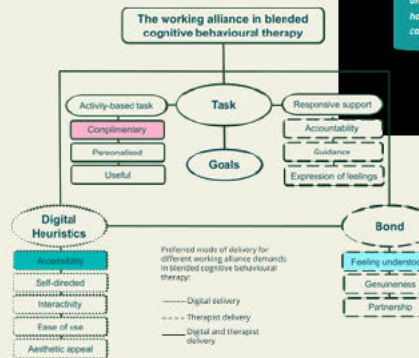 The working alliance in blended
cognitive behavioural therapy
Activity-based task
Task
Responsive support
Complimentary
Accountability
Personalised
Goals
Guidance
Useful
Expression of feelings
Digital
Heuristics
Bond
Accessibility
Self-directed
Interactivity
Ease of use
Aesthetic appeal
Preferred mode of delivery for
different working alliance demands
in blended cognitive behavioural
therapy:
Digital delivery
Therapist delivery
Digital and therapist
delivery
Feeling understood
Genuineness
Partnership